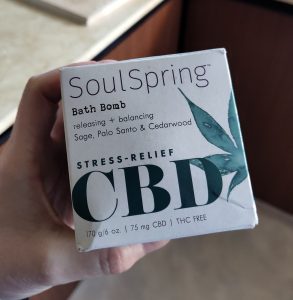 SoulSpring™
Bath Bomb
releasing + balancing
Sage, Palo Santo & Cedarwood
STRESS-RELIEF
CBD
170 g/6 oz. | 75 mg CBD | THC FREE